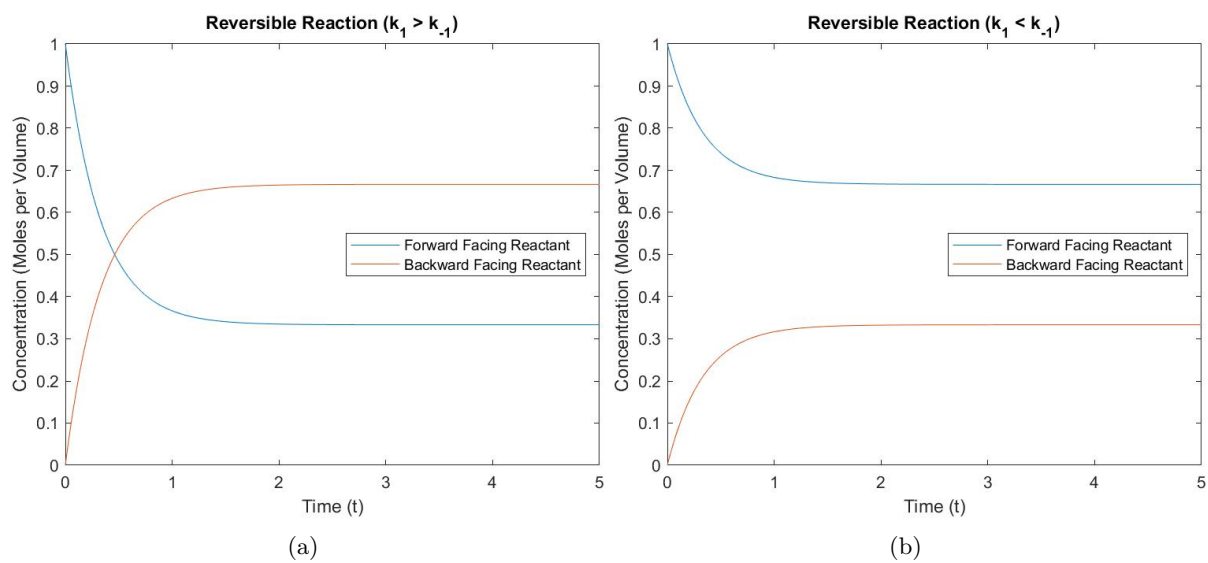 Reversible Reaction (k_1 > k_-1)
Concentration (Moles per Volume)
1
0.9
0.8
0.7
0.6
0.5
0.4
0.3
0.2
0.1
0
Forward Facing Reactant
Backward Facing Reactant
0 1 2 3 4 5
Time (t)
(a)
Reversible Reaction (k_1 < k_-1)
Concentration (Moles per Volume)
1
0.9
0.8
0.7
0.6
0.5
0.4
0.3
0.2
0.1
0
Forward Facing Reactant
Backward Facing Reactant
0 1 2 3 4 5
Time (t)
(b)